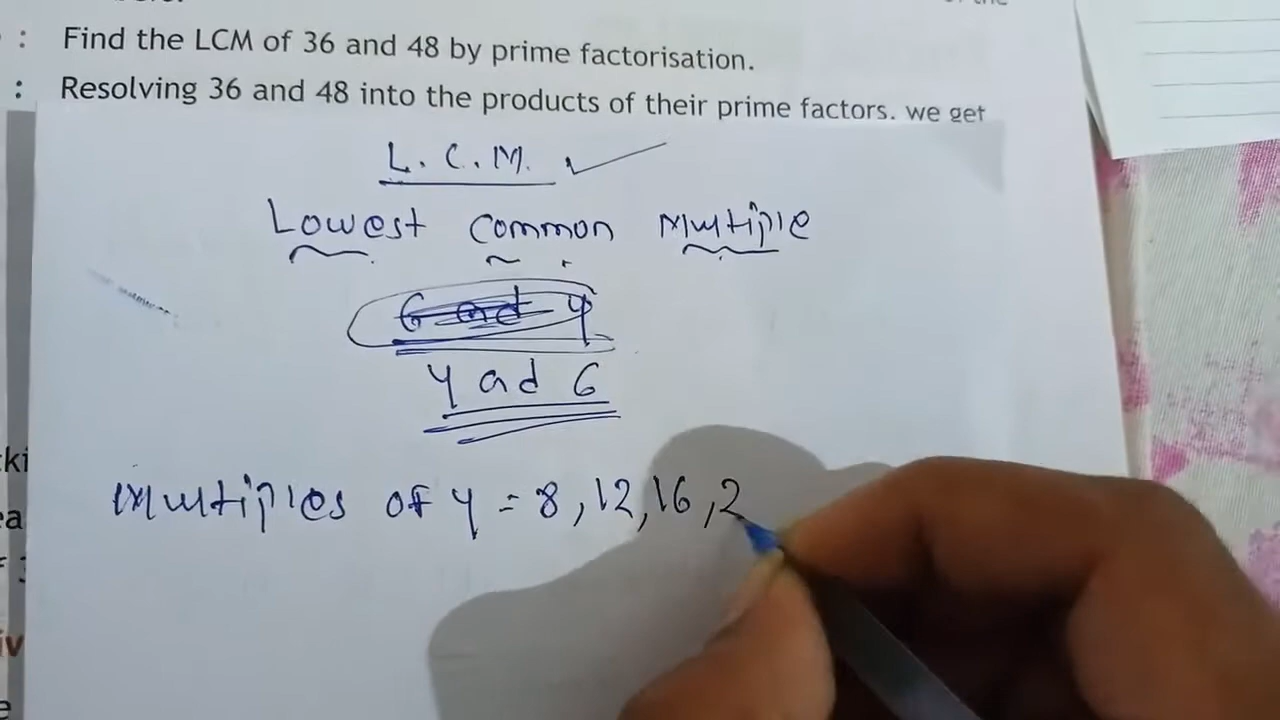 : Find the LCM of 36 and 48 by prime factorisation.
: Resolving 36 and 48 into the products of their prime factors. we get
L.C.M.
Lowest common multiple
6 and 4
4 ad 6
Multiples of 4 = 8, 12, 16, 2